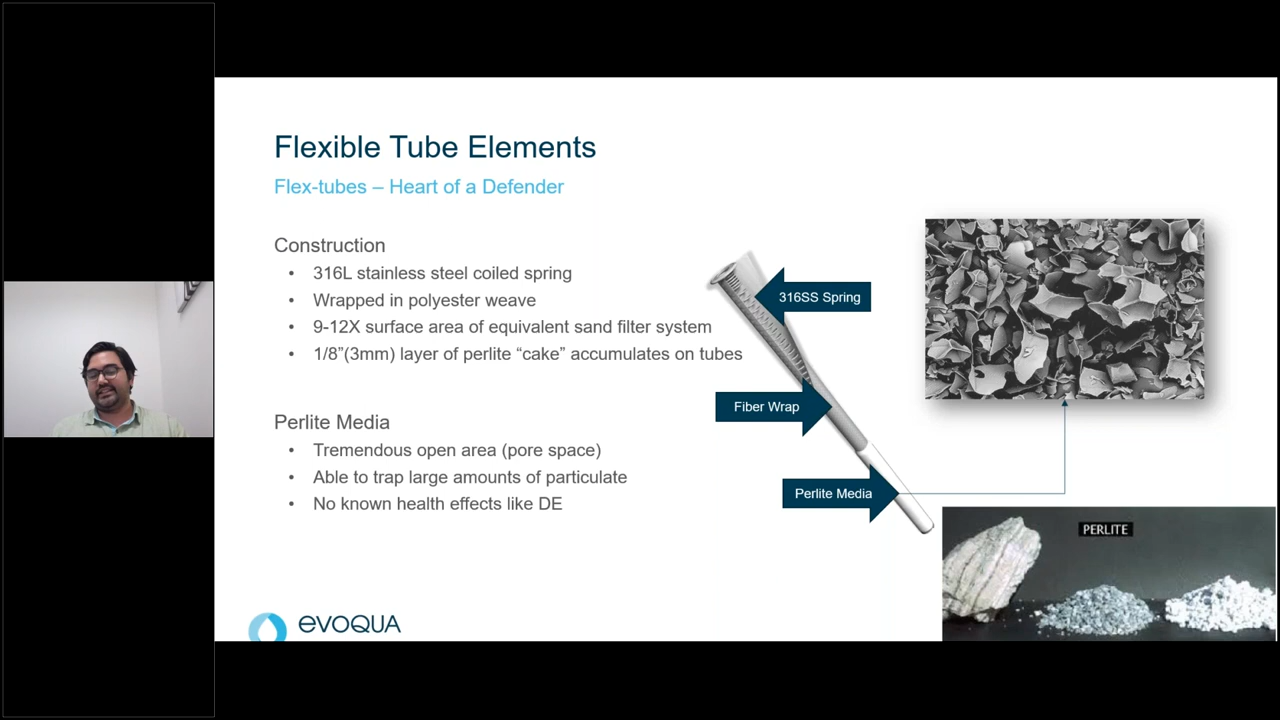 Flexible Tube Elements
Flex-tubes – Heart of a Defender
Construction
• 316L stainless steel coiled spring
• Wrapped in polyester weave
• 9-12X surface area of equivalent sand filter system
• 1/8”(3mm) layer of perlite “cake” accumulates on tubes
Perlite Media
• Tremendous open area (pore space)
• Able to trap large amounts of particulate
• No known health effects like DE
316SS Spring
Fiber Wrap
Perlite Media
PERLITE
evoQUA